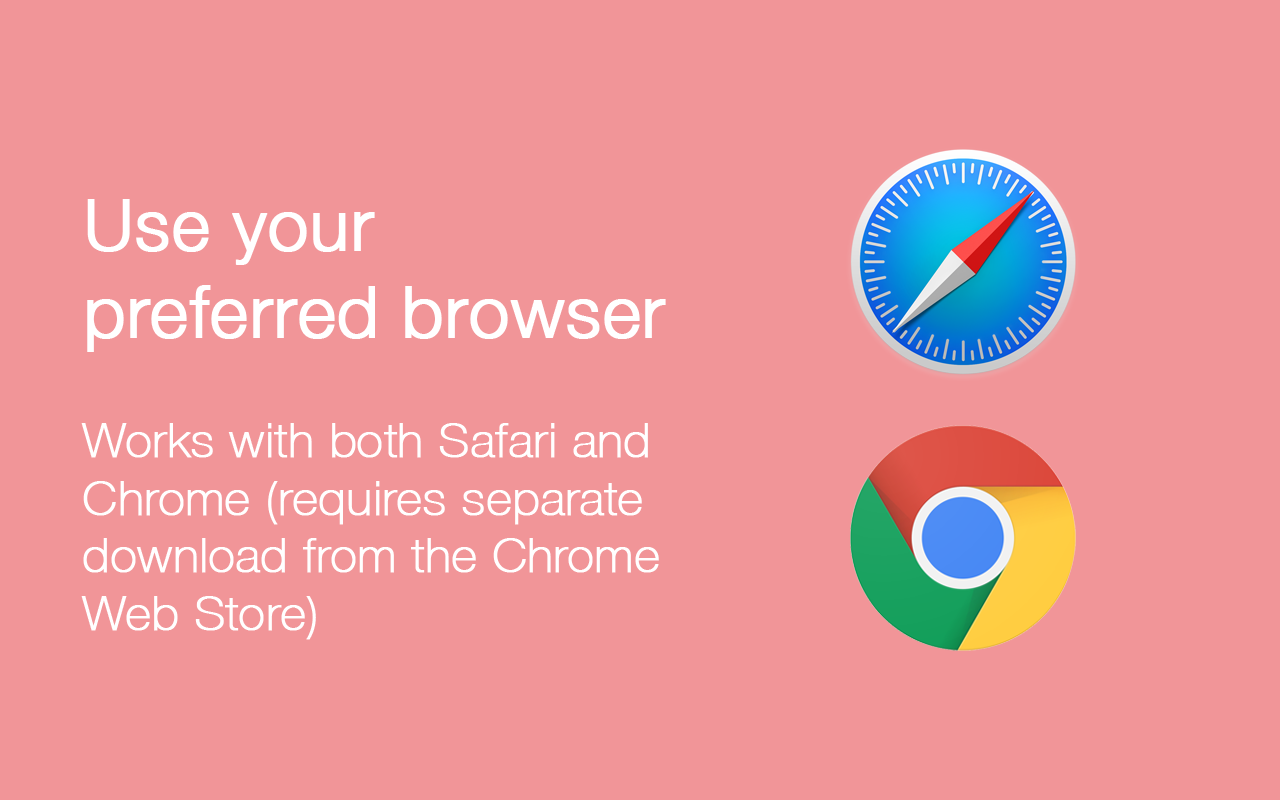 Use your
preferred browser
Works with both Safari and
Chrome (requires separate
download from the Chrome
Web Store)